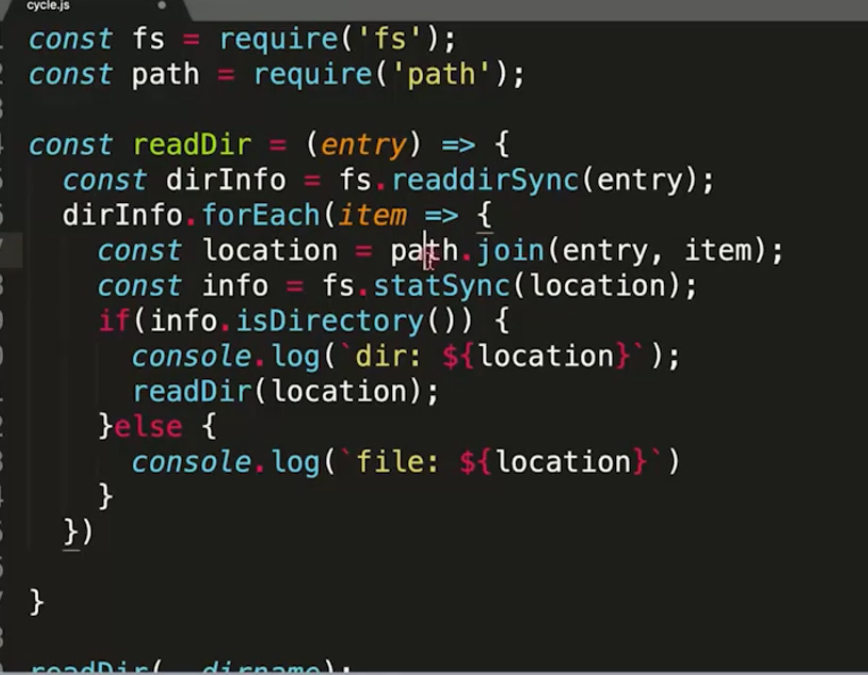 cycle.js
const fs = require('fs');
const path = require('path');
const readDir = (entry) => {
const dirInfo = fs.readdirSync(entry);
dirInfo.forEach(item => {
const location = path.join(entry, item);
const info = fs.statSync(location);
if(info.isDirectory()) {
console.log(`dir: ${location}`);
readDir(location);
}else {
console.log(`file: ${location}`)
}
})
}
readDir(__dirname);